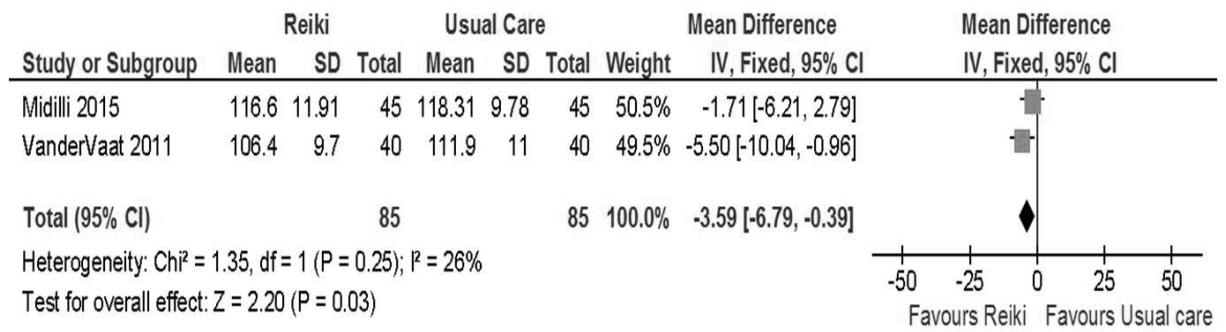 Reiki Usual Care Mean Difference Mean Difference
Study or Subgroup Mean SD Total Mean SD Total Weight IV, Fixed, 95% CI IV, Fixed, 95% CI
Midilli 2015 116.6 11.91 45 118.31 9.78 45 50.5% -1.71 [-6.21, 2.79]
VanderVaat 2011 106.4 9.7 40 111.9 11 40 49.5% -5.50 [-10.04, -0.96]
Total (95% CI) 85 85 100.0% -3.59 [-6.79, -0.39]
Heterogeneity: Chi² = 1.35, df = 1 (P = 0.25); I² = 26%
Test for overall effect: Z = 2.20 (P = 0.03)
-50 -25 0 25 50
Favours Reiki Favours Usual care